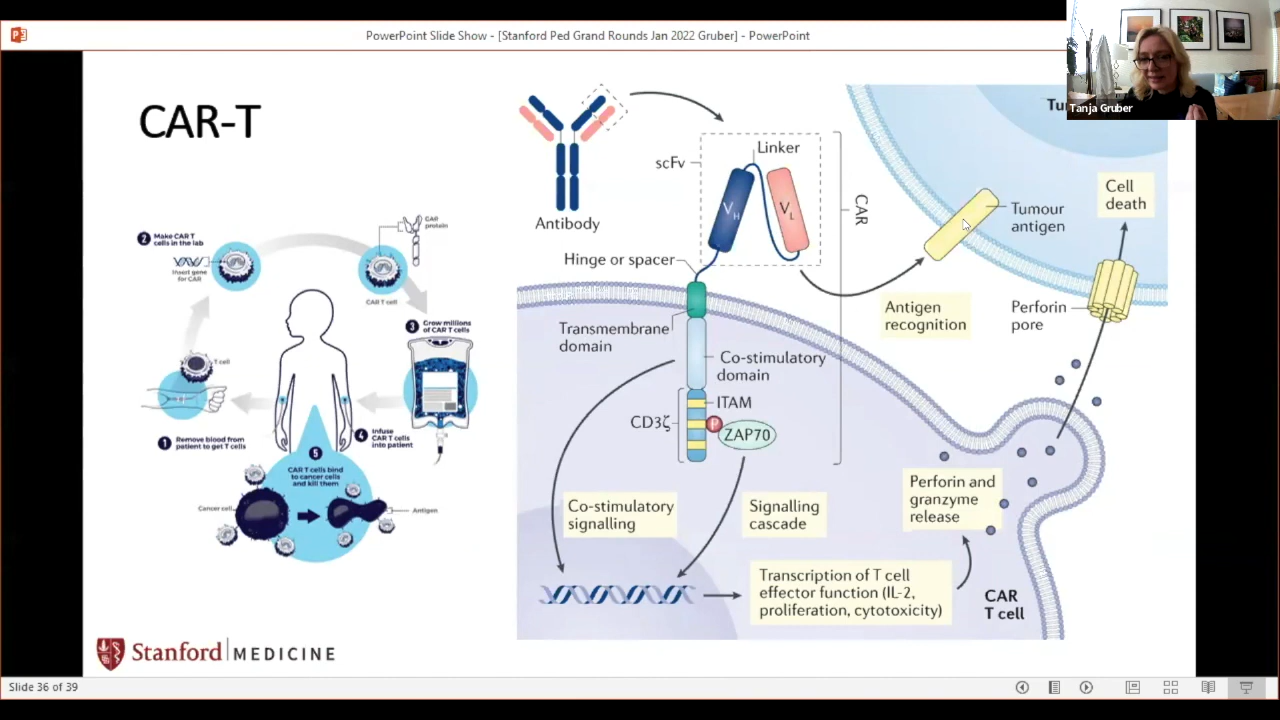 PowerPoint Slide Show - [Stanford Ped Grand Rounds Jan 2022 Gruber] - PowerPoint
Tanja Gruber
CAR-T
2 Make CAR T
cells in the lab
Insert gene
for CAR
CAR
protein
CAR T cell
3 Grow millions
of CAR T cells
T cell
1 Remove blood from
patient to get T cells
4 Infuse
CAR T cells
into patient
5
CAR T cells bind
to cancer cells
and kill them
Cancer cell
Antigen
Antibody
scFv
Linker
VH
VL
CAR
Hinge or spacer
Transmembrane
domain
Co-stimulatory
domain
ITAM
CD3ζ
P
ZAP70
Co-stimulatory
signalling
Signalling
cascade
Transcription of T cell
effector function (IL-2,
proliferation, cytotoxicity)
Perforin and
granzyme
release
CAR
T cell
Antigen
recognition
Tumour
antigen
Perforin
pore
Cell
death
Stanford MEDICINE
Slide 36 of 39